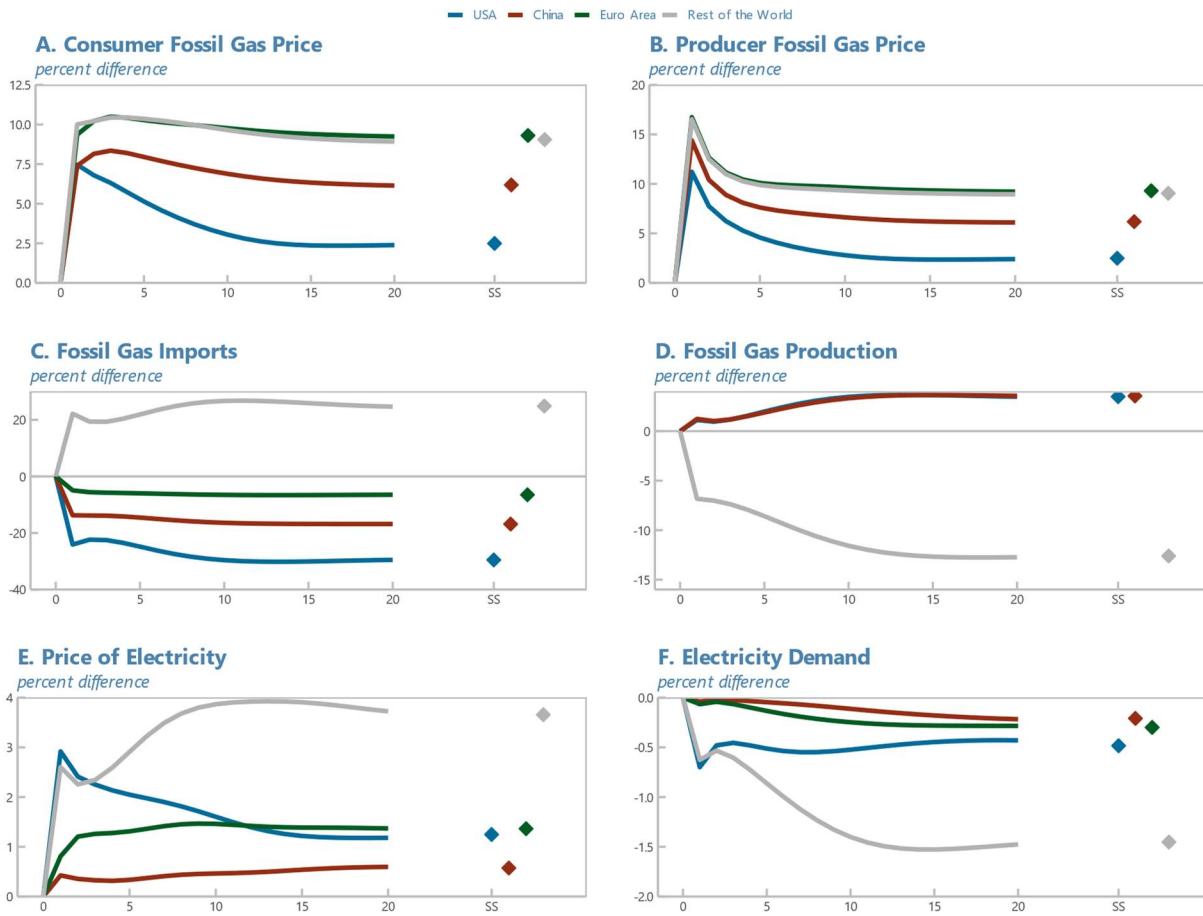 USA China Euro Area Rest of the World
A. Consumer Fossil Gas Price
percent difference
12.5
10.0
7.5
5.0
2.5
0.0
0 5 10 15 20 SS
B. Producer Fossil Gas Price
percent difference
20
15
10
5
0
0 5 10 15 20 SS
C. Fossil Gas Imports
percent difference
20
0
-20
-40
0 5 10 15 20 SS
D. Fossil Gas Production
percent difference
0
-5
-10
-15
0 5 10 15 20 SS
E. Price of Electricity
percent difference
4
3
2
1
0
0 5 10 15 20 SS
F. Electricity Demand
percent difference
0.0
-0.5
-1.0
-1.5
-2.0
0 5 10 15 20 SS